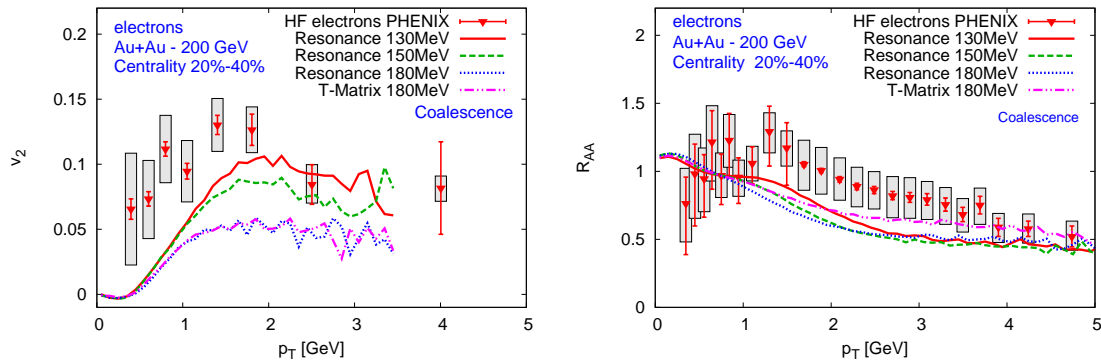 electrons
Au+Au - 200 GeV
Centrality 20%-40%
HF electrons PHENIX
Resonance 130MeV
Resonance 150MeV
Resonance 180MeV
T-Matrix 180MeV
Coalescence
0.2
0.15
0.1
0.05
0
v2
0 1 2 3 4 5
pT [GeV]
electrons
Au+Au - 200 GeV
Centrality 20%-40%
HF electrons PHENIX
Resonance 130MeV
Resonance 150MeV
Resonance 180MeV
T-Matrix 180MeV
Coalescence
2
1.5
1.0
0.5
0
RAA
0 1 2 3 4 5
pT [GeV]